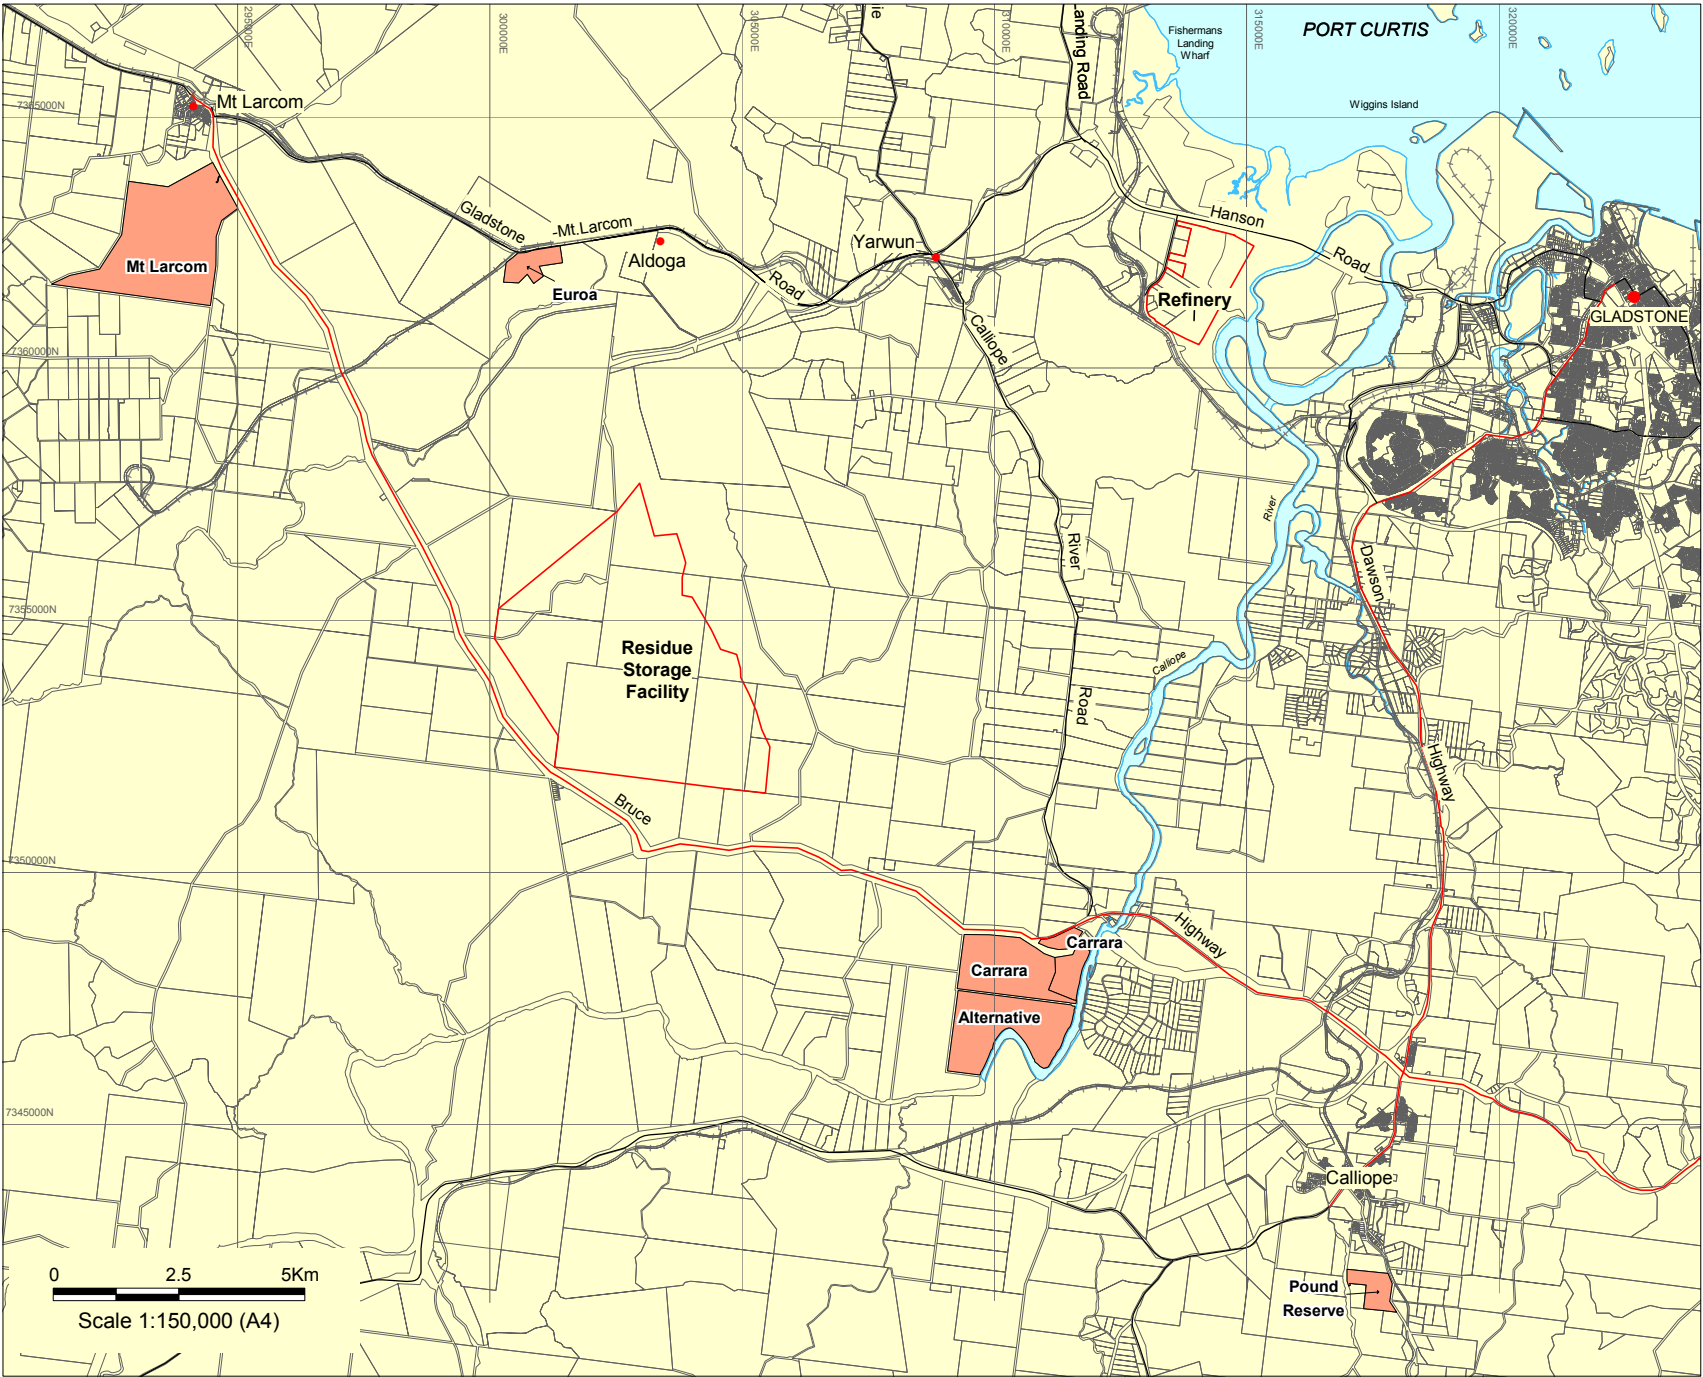 295000E
300000E
305000E
310000E
315000E
320000E
ie
anding Road
Fishermans
Landing
Wharf
PORT CURTIS
Wiggins Island
7365000N
Mt Larcom
Mt Larcom
Gladstone
-Mt.Larcom
Road
Aldoga
Euroa
Yarwun
Hanson
Road
Refinery
GLADSTONE
7360000N
Calliope
River
Road
River
Calliope
Dawson
Highway
7355000N
Residue
Storage
Facility
Bruce
Highway
7350000N
Carrara
Carrara
Alternative
7345000N
Calliope
Pound
Reserve
0 2.5 5Km
Scale 1:150,000 (A4)